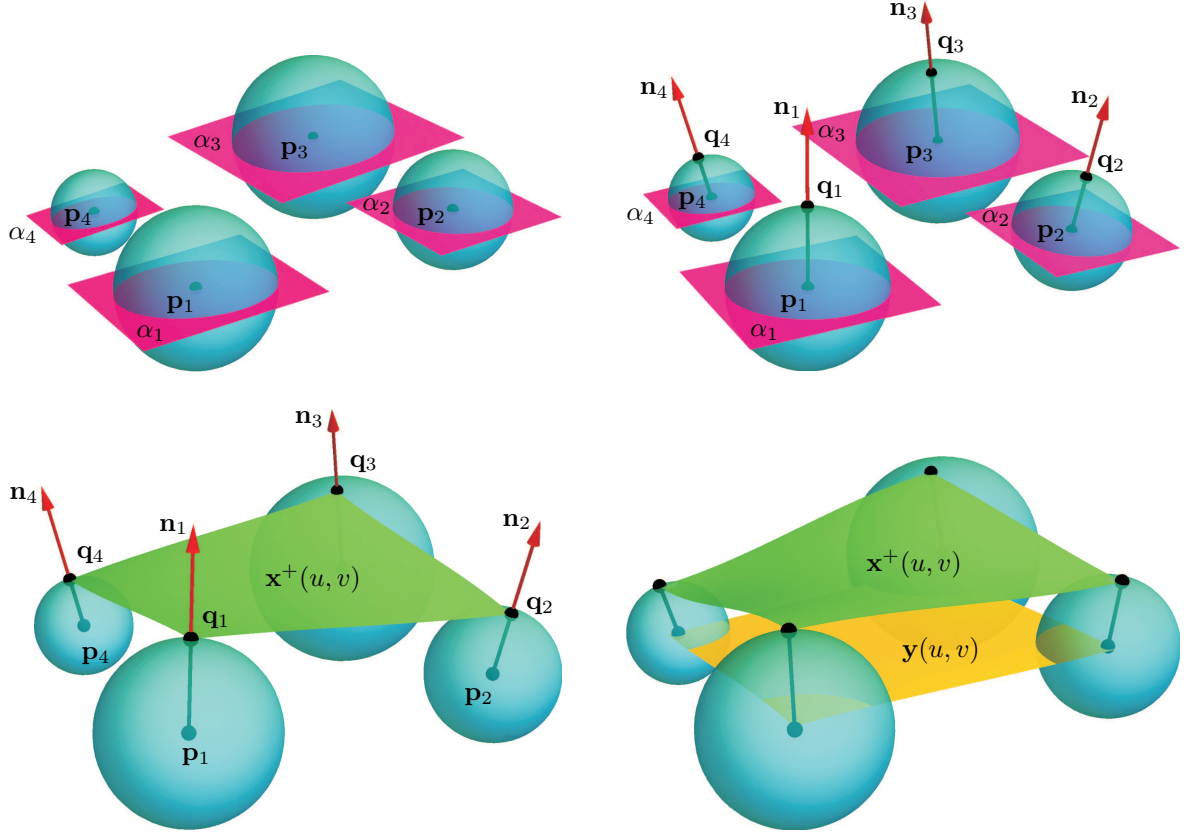 α₃
p₃
p₄
α₂
p₂
α₄
p₁
α₁
n₃
q₃
n₄
n₁
n₂
q₄
α₃
p₃
q₂
q₁
p₄
α₄
α₂
p₂
p₁
α₁
n₃
q₃
n₄
n₁
n₂
q₄
x⁺(u, v)
q₁
q₂
p₄
p₂
p₁
x⁺(u, v)
y(u, v)